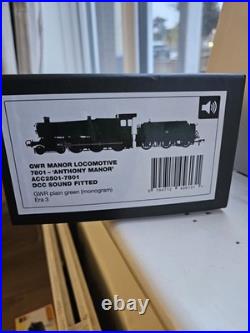 GWR MANOR LOCOMOTIVE
7801 - 'ANTHONY MANOR'
ACC2501-7801
DCC SOUND FITTED
GWR plain green (monogram)
Era 3